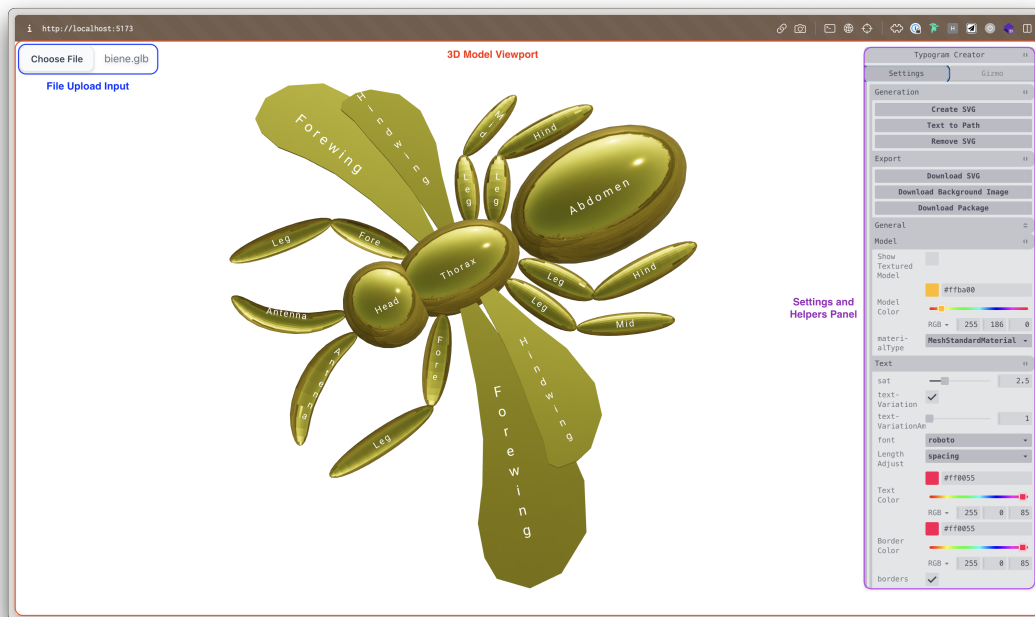 i http://localhost:5173
Choose File biene.glb
File Upload Input
3D Model Viewport
Forewing
Hindwing
Mid
Hind
Leg
Leg
Abdomen
Leg
Fore
Thorax
Head
Leg
Hind
Leg
Mid
Antenna
Antenna
Fore
Leg
Hindwing
Forewing
Settings and
Helpers Panel
Typogram Creator
Settings Gizmo
Generation
Create SVG
Text to Path
Remove SVG
Export
Download SVG
Download Background Image
Download Package
General
Model
Show
Textured
Model
#ffba00
Model
Color
RGB 255 186 0
materi-
alType
MeshStandardMaterial
Text
sat 2.5
text-
Variation
text-
VariationAm
1
font roboto
Length
Adjust
spacing
#ff0055
Text
Color
RGB 255 0 85
#ff0055
Border
Color
RGB 255 0 85
borders